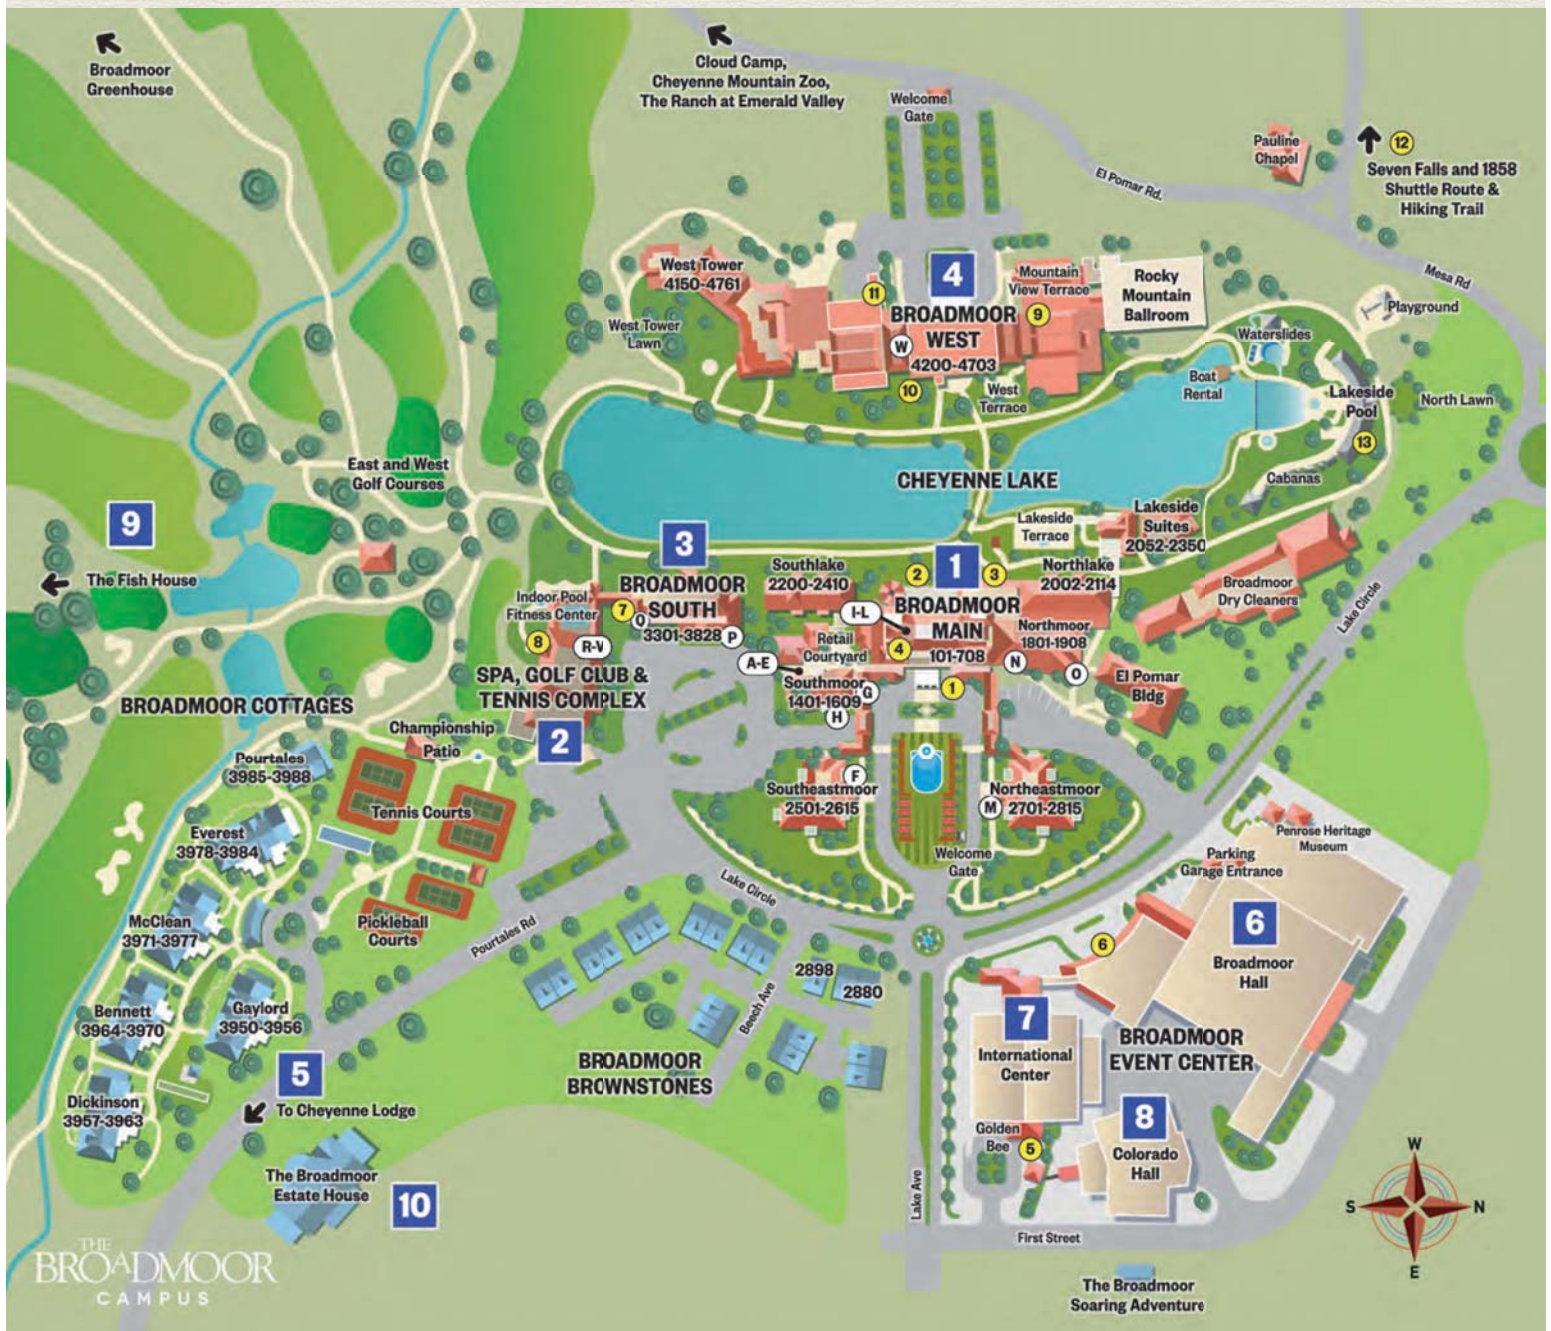 Broadmoor
Greenhouse
Cloud Camp,
Cheyenne Mountain Zoo,
The Ranch at Emerald Valley
Welcome
Gate
El Pomar Rd.
Pauline
Chapel
12
Seven Falls and 1858
Shuttle Route &
Hiking Trail
Mesa Rd
West Tower
4150-4761
West Tower
Lawn
11
4
BROADMOOR
WEST
4200-4703
W
10
Mountain
View Terrace
9
Rocky
Mountain
Ballroom
West
Terrace
Playground
Waterslides
Boat
Rental
Lakeside
Pool
13
North Lawn
Cabanas
CHEYENNE LAKE
East and West
Golf Courses
9
The Fish House
Lakeside
Terrace
Lakeside
Suites
2052-2350
3
BROADMOOR
SOUTH
3301-3828
Southlake
2200-2410
2
1
3
BROADMOOR
MAIN
101-708
Northlake
2002-2114
Broadmoor
Dry Cleaners
Lake Circle
Indoor Pool
Fitness Center
7
Q
P
8
R-V
I-L
Retail
Courtyard
4
Northmoor
1801-1908
N
O
A-E
Southmoor
1401-1609
G
H
1
El Pomar
Bldg
SPA, GOLF CLUB &
TENNIS COMPLEX
2
BROADMOOR COTTAGES
Championship
Patio
Pourtales
3985-3988
Tennis Courts
Everest
3978-3984
Southeastmoor
2501-2615
F
Northeastmoor
2701-2815
M
Welcome
Gate
Penrose Heritage
Museum
Parking
Garage Entrance
McClean
3971-3977
Pickleball
Courts
Pourtales Rd
Lake Circle
6
6
Broadmoor
Hall
2898
2880
Beech Ave
Bennett
3964-3970
Gaylord
3950-3956
7
International
Center
BROADMOOR
EVENT CENTER
BROADMOOR
BROWNSTONES
5
To Cheyenne Lodge
Dickinson
3957-3963
Golden
Bee
5
8
Colorado
Hall
The Broadmoor
Estate House
10
Lake Ave
First Street
W
S
N
E
THE
BROADMOOR
CAMPUS
The Broadmoor
Soaring Adventure